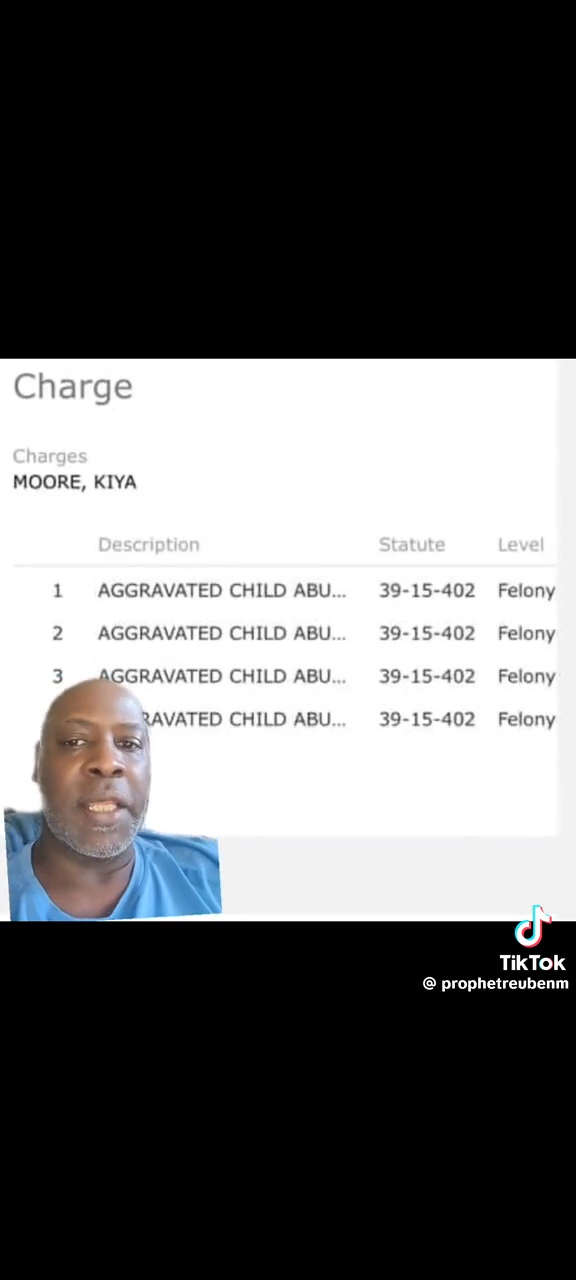 Charge
Charges
MOORE, KIYA
Description Statute Level
1 AGGRAVATED CHILD ABU... 39-15-402 Felony
2 AGGRAVATED CHILD ABU... 39-15-402 Felony
3 AGGRAVATED CHILD ABU... 39-15-402 Felony
RAVATED CHILD ABU... 39-15-402 Felony
TikTok
@ prophetreubenm